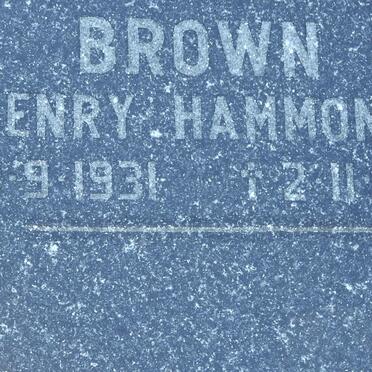 BROWN
ENRY HAMMON
9 1931 † 2 11